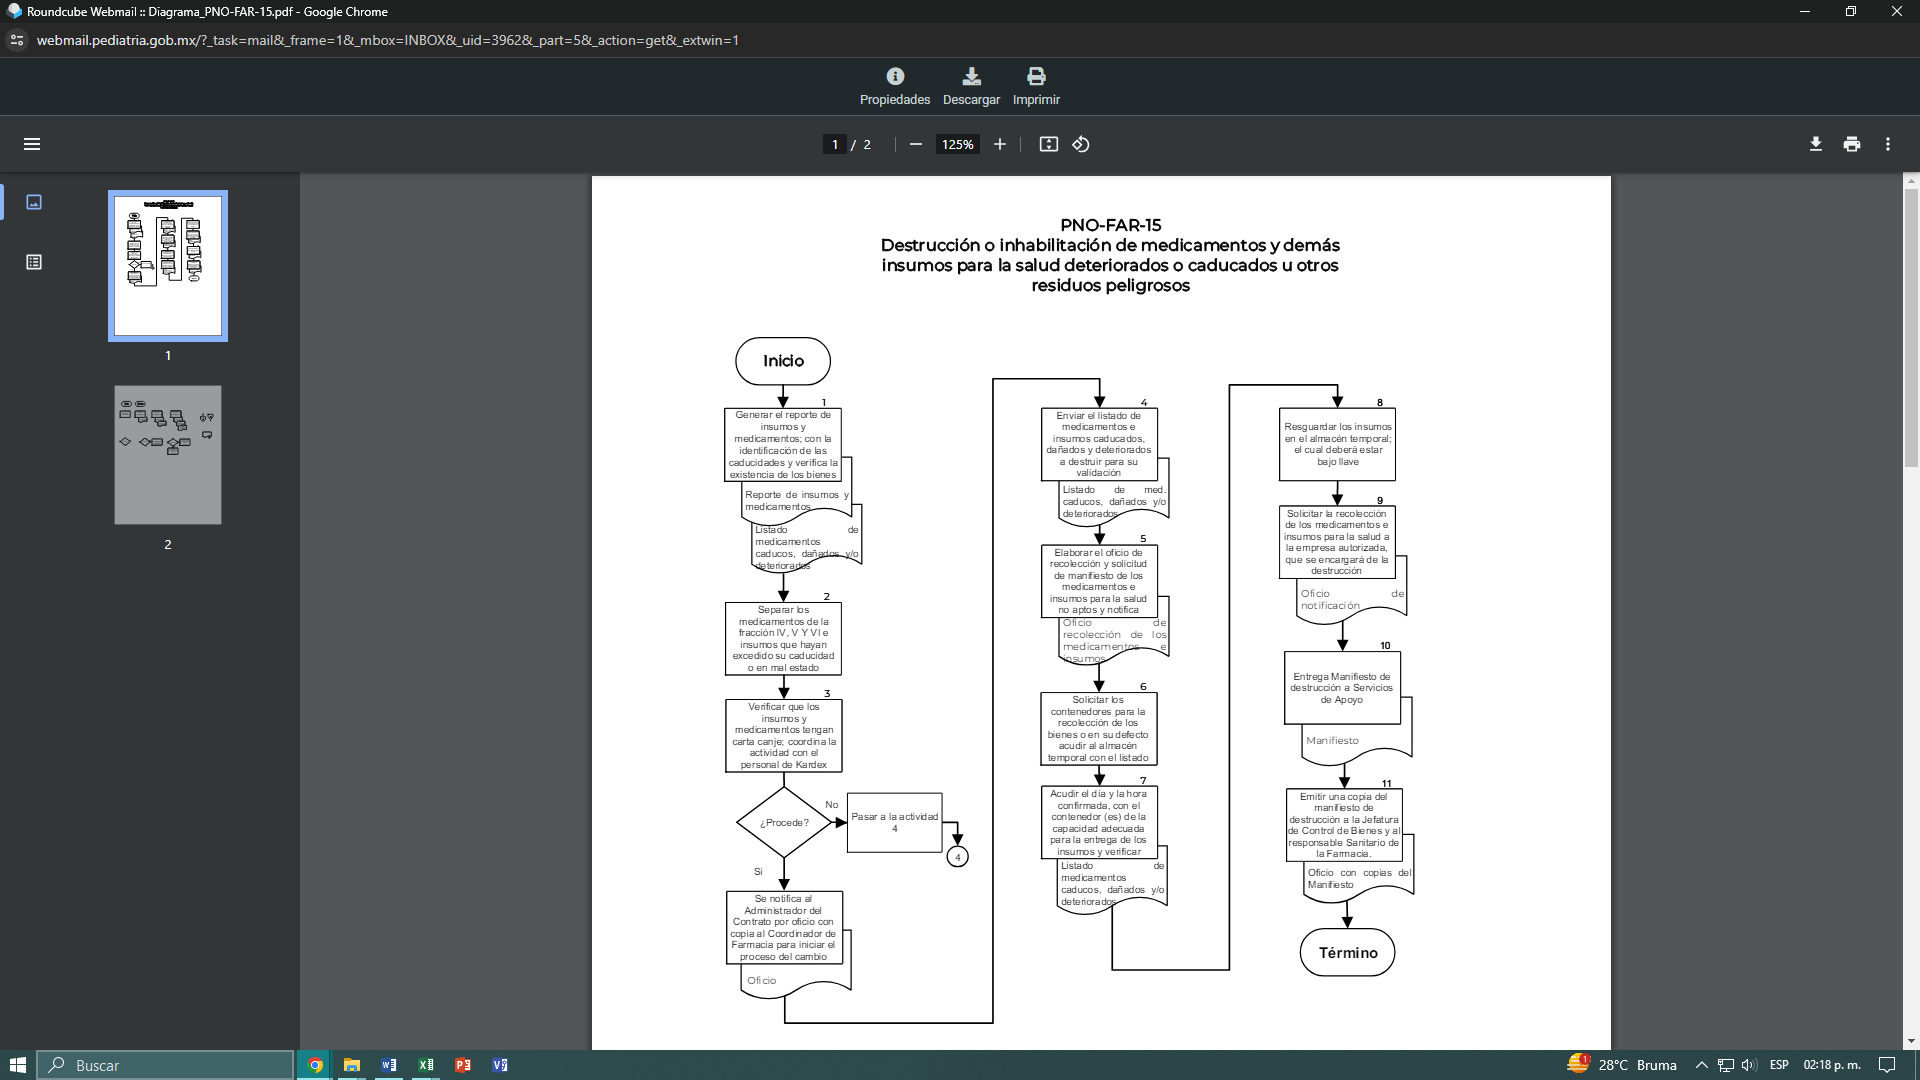 Roundcube Webmail :: Diagrama_PNO-FAR-15.pdf - Google Chrome
webmail.pediatria.gob.mx/?_task=mail&_frame=1&_mbox=INBOX&_uid=3962&_part=5&_action=get&_extwin=1
Propiedades
Descargar
Imprimir
1 / 2
125%
1
2
PNO-FAR-15
Destrucción o inhabilitación de medicamentos y demás
insumos para la salud deteriorados o caducados u otros
residuos peligrosos
Inicio
1
Generar el reporte de
insumos y
medicamentos; con la
identificación de las
caducidades y verifica la
existencia de los bienes
Reporte de insumos y
medicamentos
Listado de
medicamentos
caducos, dañados y/o
deteriorados
2
Separar los
medicamentos de la
fracción IV, V Y VI e
insumos que hayan
excedido su caducidad
o en mal estado
3
Verificar que los
insumos y
medicamentos tengan
carta canje; coordina la
actividad con el
personal de Kardex
¿Procede?
No
Pasar a la actividad
4
4
Si
Se notifica al
Administrador del
Contrato por oficio con
copia al Coordinador de
Farmacia para iniciar el
proceso del cambio
Oficio
4
Enviar el listado de
medicamentos e
insumos caducados,
dañados y deteriorados
a destruir para su
validación
Listado de med.
caducos, dañados y/o
deteriorados
5
Elaborar el oficio de
recolección y solicitud
de manifiesto de los
medicamentos e
insumos para la salud
no aptos y notifica
Oficio de
recolección de los
medicamentos e
insumos
6
Solicitar los
contenedores para la
recolección de los
bienes o en su defecto
acudir al almacén
temporal con el listado
7
Acudir el día y la hora
confirmada, con el
contenedor (es) de la
capacidad adecuada
para la entrega de los
insumos y verificar
Listado de
medicamentos
caducos, dañados y/o
deteriorados
8
Resguardar los insumos
en el almacén temporal;
el cual deberá estar
bajo llave
9
Solicitar la recolección
de los medicamentos e
insumos para la salud a
la empresa autorizada,
que se encargará de la
destrucción
Oficio de
notificación
10
Entrega Manifiesto de
destrucción a Servicios
de Apoyo
Manifiesto
11
Emitir una copia del
manifiesto de
destrucción a la Jefatura
de Control de Bienes y al
responsable Sanitario de
la Farmacia.
Oficio con copias del
Manifiesto
Término
Buscar
28°C Bruma
ESP
02:18 p. m.